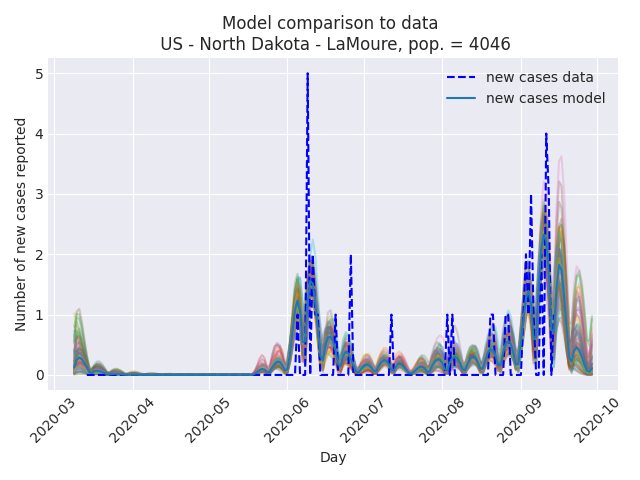 Model comparison to data
US - North Dakota - LaMoure, pop. = 4046
new cases data
new cases model
Number of new cases reported
5
4
3
2
1
0
2020-03
2020-04
2020-05
2020-06
2020-07
2020-08
2020-09
2020-10
Day